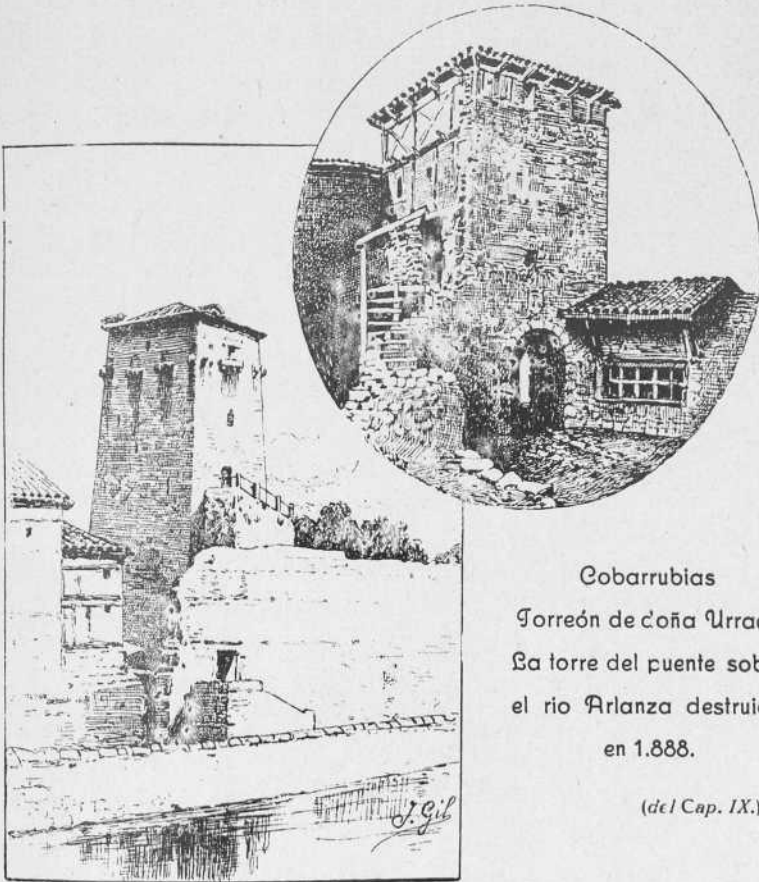 Cobarrubias
Torreón de doña Urrac
La torre del puente sob
el rio Arlanza destruid
en 1.888.
(del Cap. IX.)
J. Gil